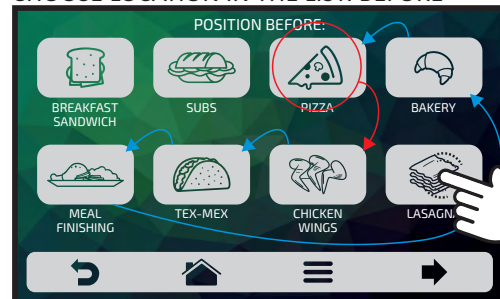 CHOOSE LOCATION IN THE LIST BEFORE
POSITION BEFORE:
BREAKFAST
SANDWICH
SUBS
PIZZA
BAKERY
MEAL
FINISHING
TEX-MEX
CHICKEN
WINGS
LASAGN